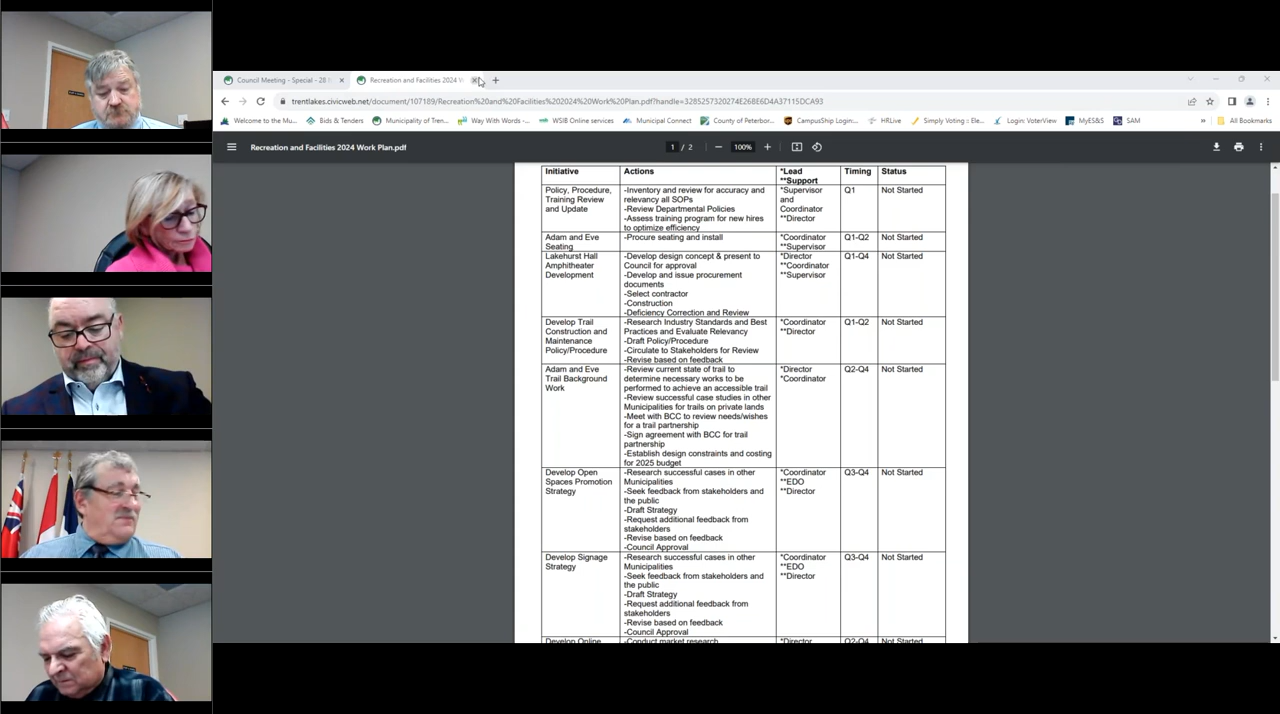 Council Meeting - Special - 28
Recreation and Facilities 2024 W
trentlakes.civicweb.net/document/107189/Recreation%20and%20Facilities%202024%20Work%20Plan.pdf?handle=3285257320274E26BE6D4A37115DCA93
Welcome to the Mu...
Bids & Tenders
Municipality of Tren...
Way With Words -...
WSIB Online services
Municipal Connect
County of Peterbor...
CampusShip Login:...
HRLive
Simply Voting :: Ele...
Login: VoterView
MyES&S
SAM
»
All Bookmarks
Recreation and Facilities 2024 Work Plan.pdf
1 / 2
100%
Initiative
Actions
*Lead
**Support
Timing
Status
Policy, Procedure,
Training Review
and Update
-Inventory and review for accuracy and
relevancy all SOPs
-Review Departmental Policies
-Assess training program for new hires
to optimize efficiency
*Supervisor
and
Coordinator
**Director
Q1
Not Started
Adam and Eve
Seating
-Procure seating and install
*Coordinator
**Supervisor
Q1-Q2
Not Started
Lakehurst Hall
Amphitheater
Development
-Develop design concept & present to
Council for approval
-Develop and issue procurement
documents
-Select contractor
-Construction
-Deficiency Correction and Review
*Director
**Coordinator
**Supervisor
Q1-Q4
Not Started
Develop Trail
Construction and
Maintenance
Policy/Procedure
-Research Industry Standards and Best
Practices and Evaluate Relevancy
-Draft Policy/Procedure
-Circulate to Stakeholders for Review
-Revise based on feedback
*Coordinator
**Director
Q1-Q2
Not Started
Adam and Eve
Trail Background
Work
-Review current state of trail to
determine necessary works to be
performed to achieve an accessible trail
-Review successful case studies in other
Municipalities for trails on private lands
-Meet with BCC to review needs/wishes
for a trail partnership
-Sign agreement with BCC for trail
partnership
-Establish design constraints and costing
for 2025 budget
*Director
*Coordinator
Q2-Q4
Not Started
Develop Open
Spaces Promotion
Strategy
-Research successful cases in other
Municipalities
-Seek feedback from stakeholders and
the public
-Draft Strategy
-Request additional feedback from
stakeholders
-Revise based on feedback
-Council Approval
*Coordinator
**EDO
**Director
Q3-Q4
Not Started
Develop Signage
Strategy
-Research successful cases in other
Municipalities
-Seek feedback from stakeholders and
the public
-Draft Strategy
-Request additional feedback from
stakeholders
-Revise based on feedback
-Council Approval
*Coordinator
**EDO
**Director
Q3-Q4
Not Started
Develop Online
-Conduct market research
*Director
Q2-Q4
Not Started